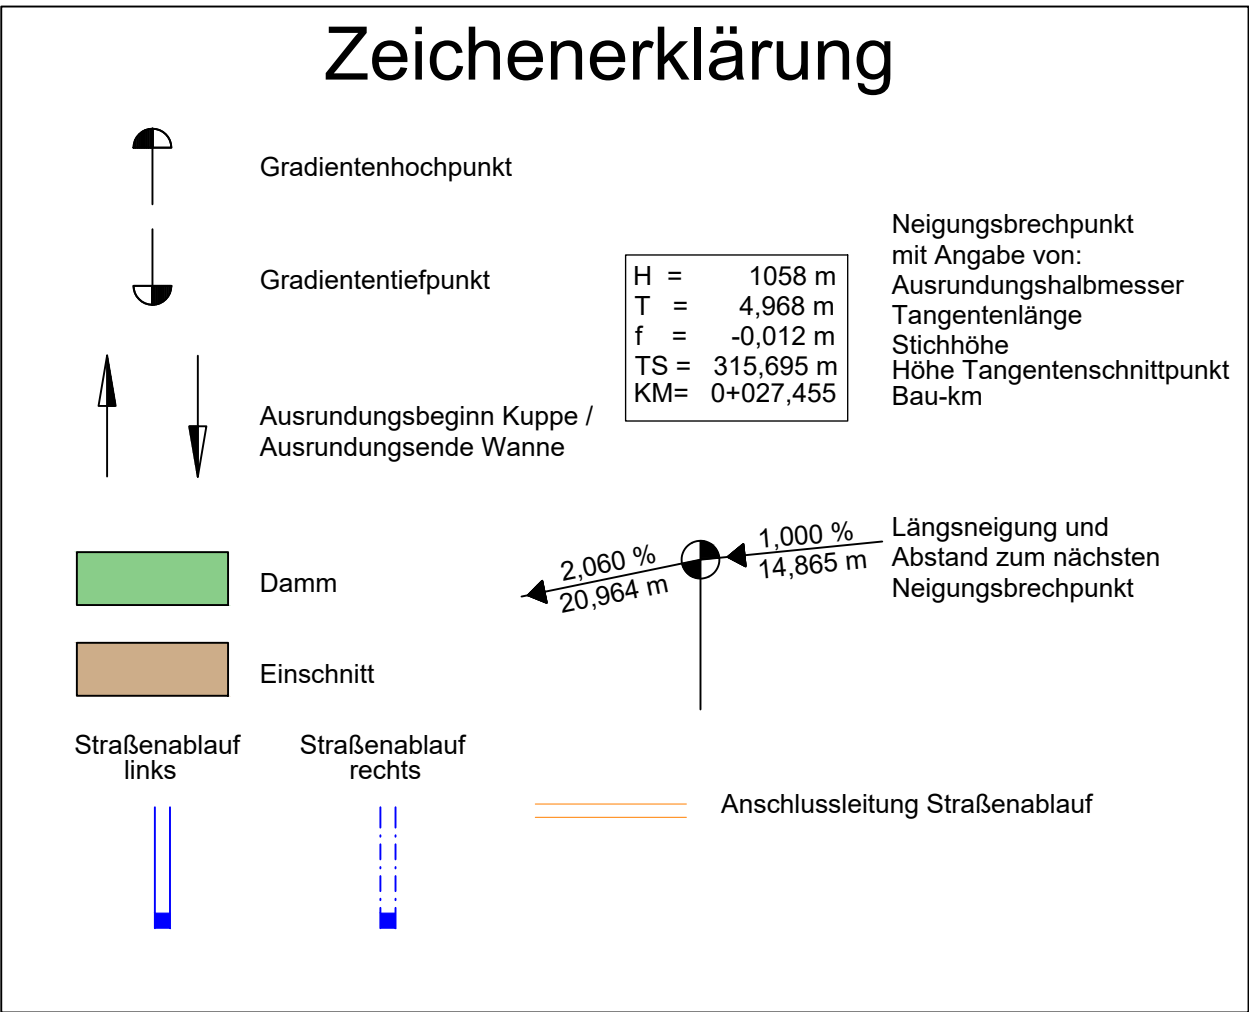 Zeichenerklärung
Gradientenhochpunkt
Gradiententiefpunkt
Ausrundungsbeginn Kuppe /
Ausrundungsende Wanne
H = 1058 m
T = 4,968 m
f = -0,012 m
TS = 315,695 m
KM= 0+027,455
Neigungsbrechpunkt
mit Angabe von:
Ausrundungshalbmesser
Tangentenlänge
Stichhöhe
Höhe Tangentenschnittpunkt
Bau-km
Damm
Einschnitt
2,060 %
20,964 m
1,000 %
14,865 m
Längsneigung und
Abstand zum nächsten
Neigungsbrechpunkt
Straßenablauf
links
Straßenablauf
rechts
Anschlussleitung Straßenablauf